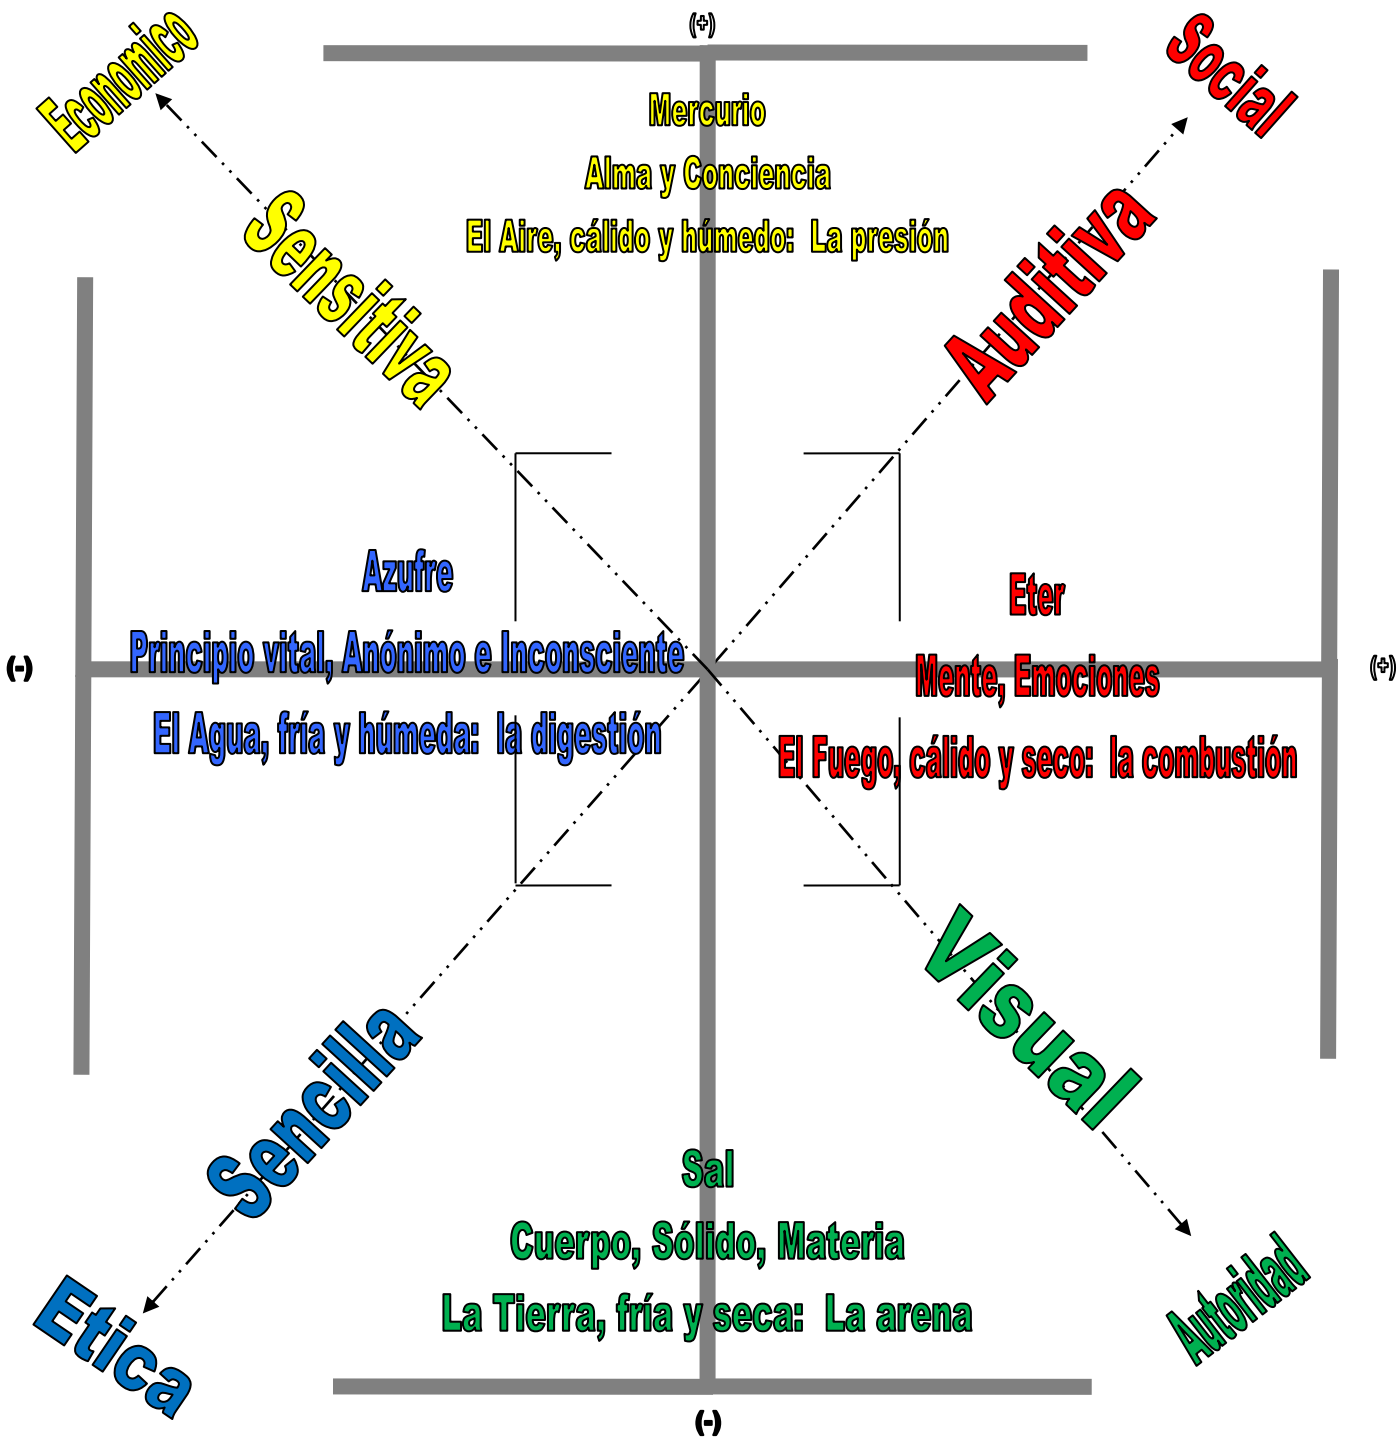 (+)
Economico
Social
Mercurio
Alma y Conciencia
El Aire, cálido y húmedo: La presión
Sensitiva
Auditiva
Azufre
Principio vital, Anónimo e Inconsciente
El Agua, fría y húmeda: la digestión
Eter
Mente, Emociones
El Fuego, cálido y seco: la combustión
(-)
(+)
Sencilla
Visual
Sal
Cuerpo, Sólido, Materia
La Tierra, fría y seca: La arena
Etica
Autoridad
(-)